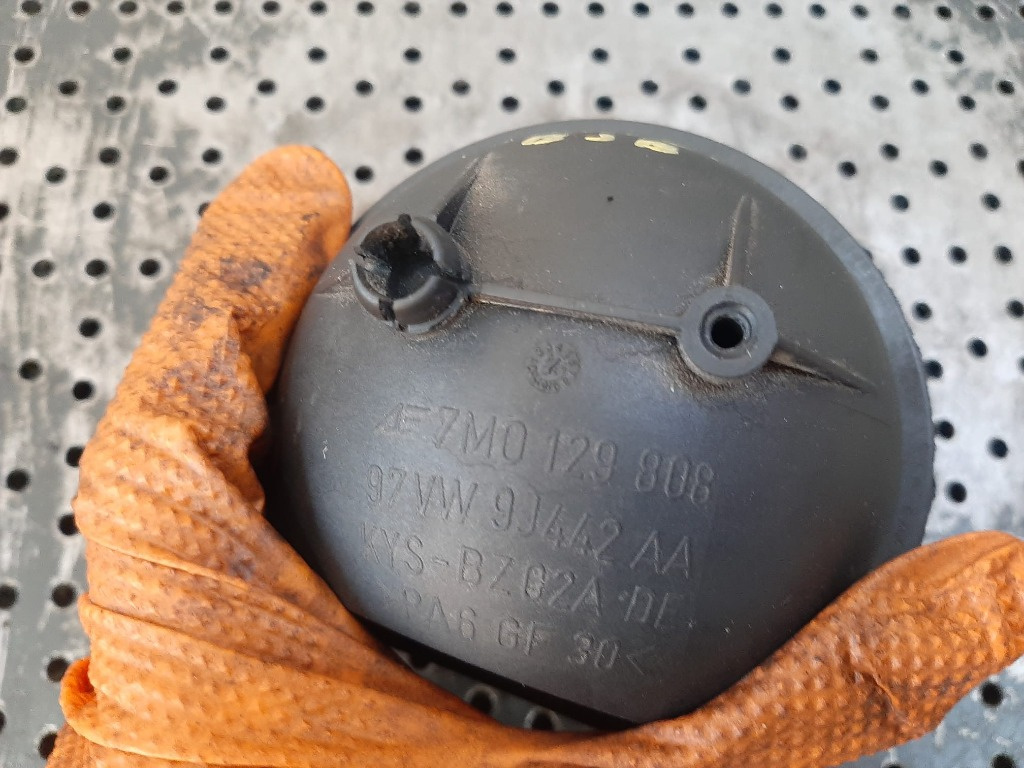 7M0 129 808
97VW 9J442 AA
KYS-BZ02A-DE
PA6 GF 30<